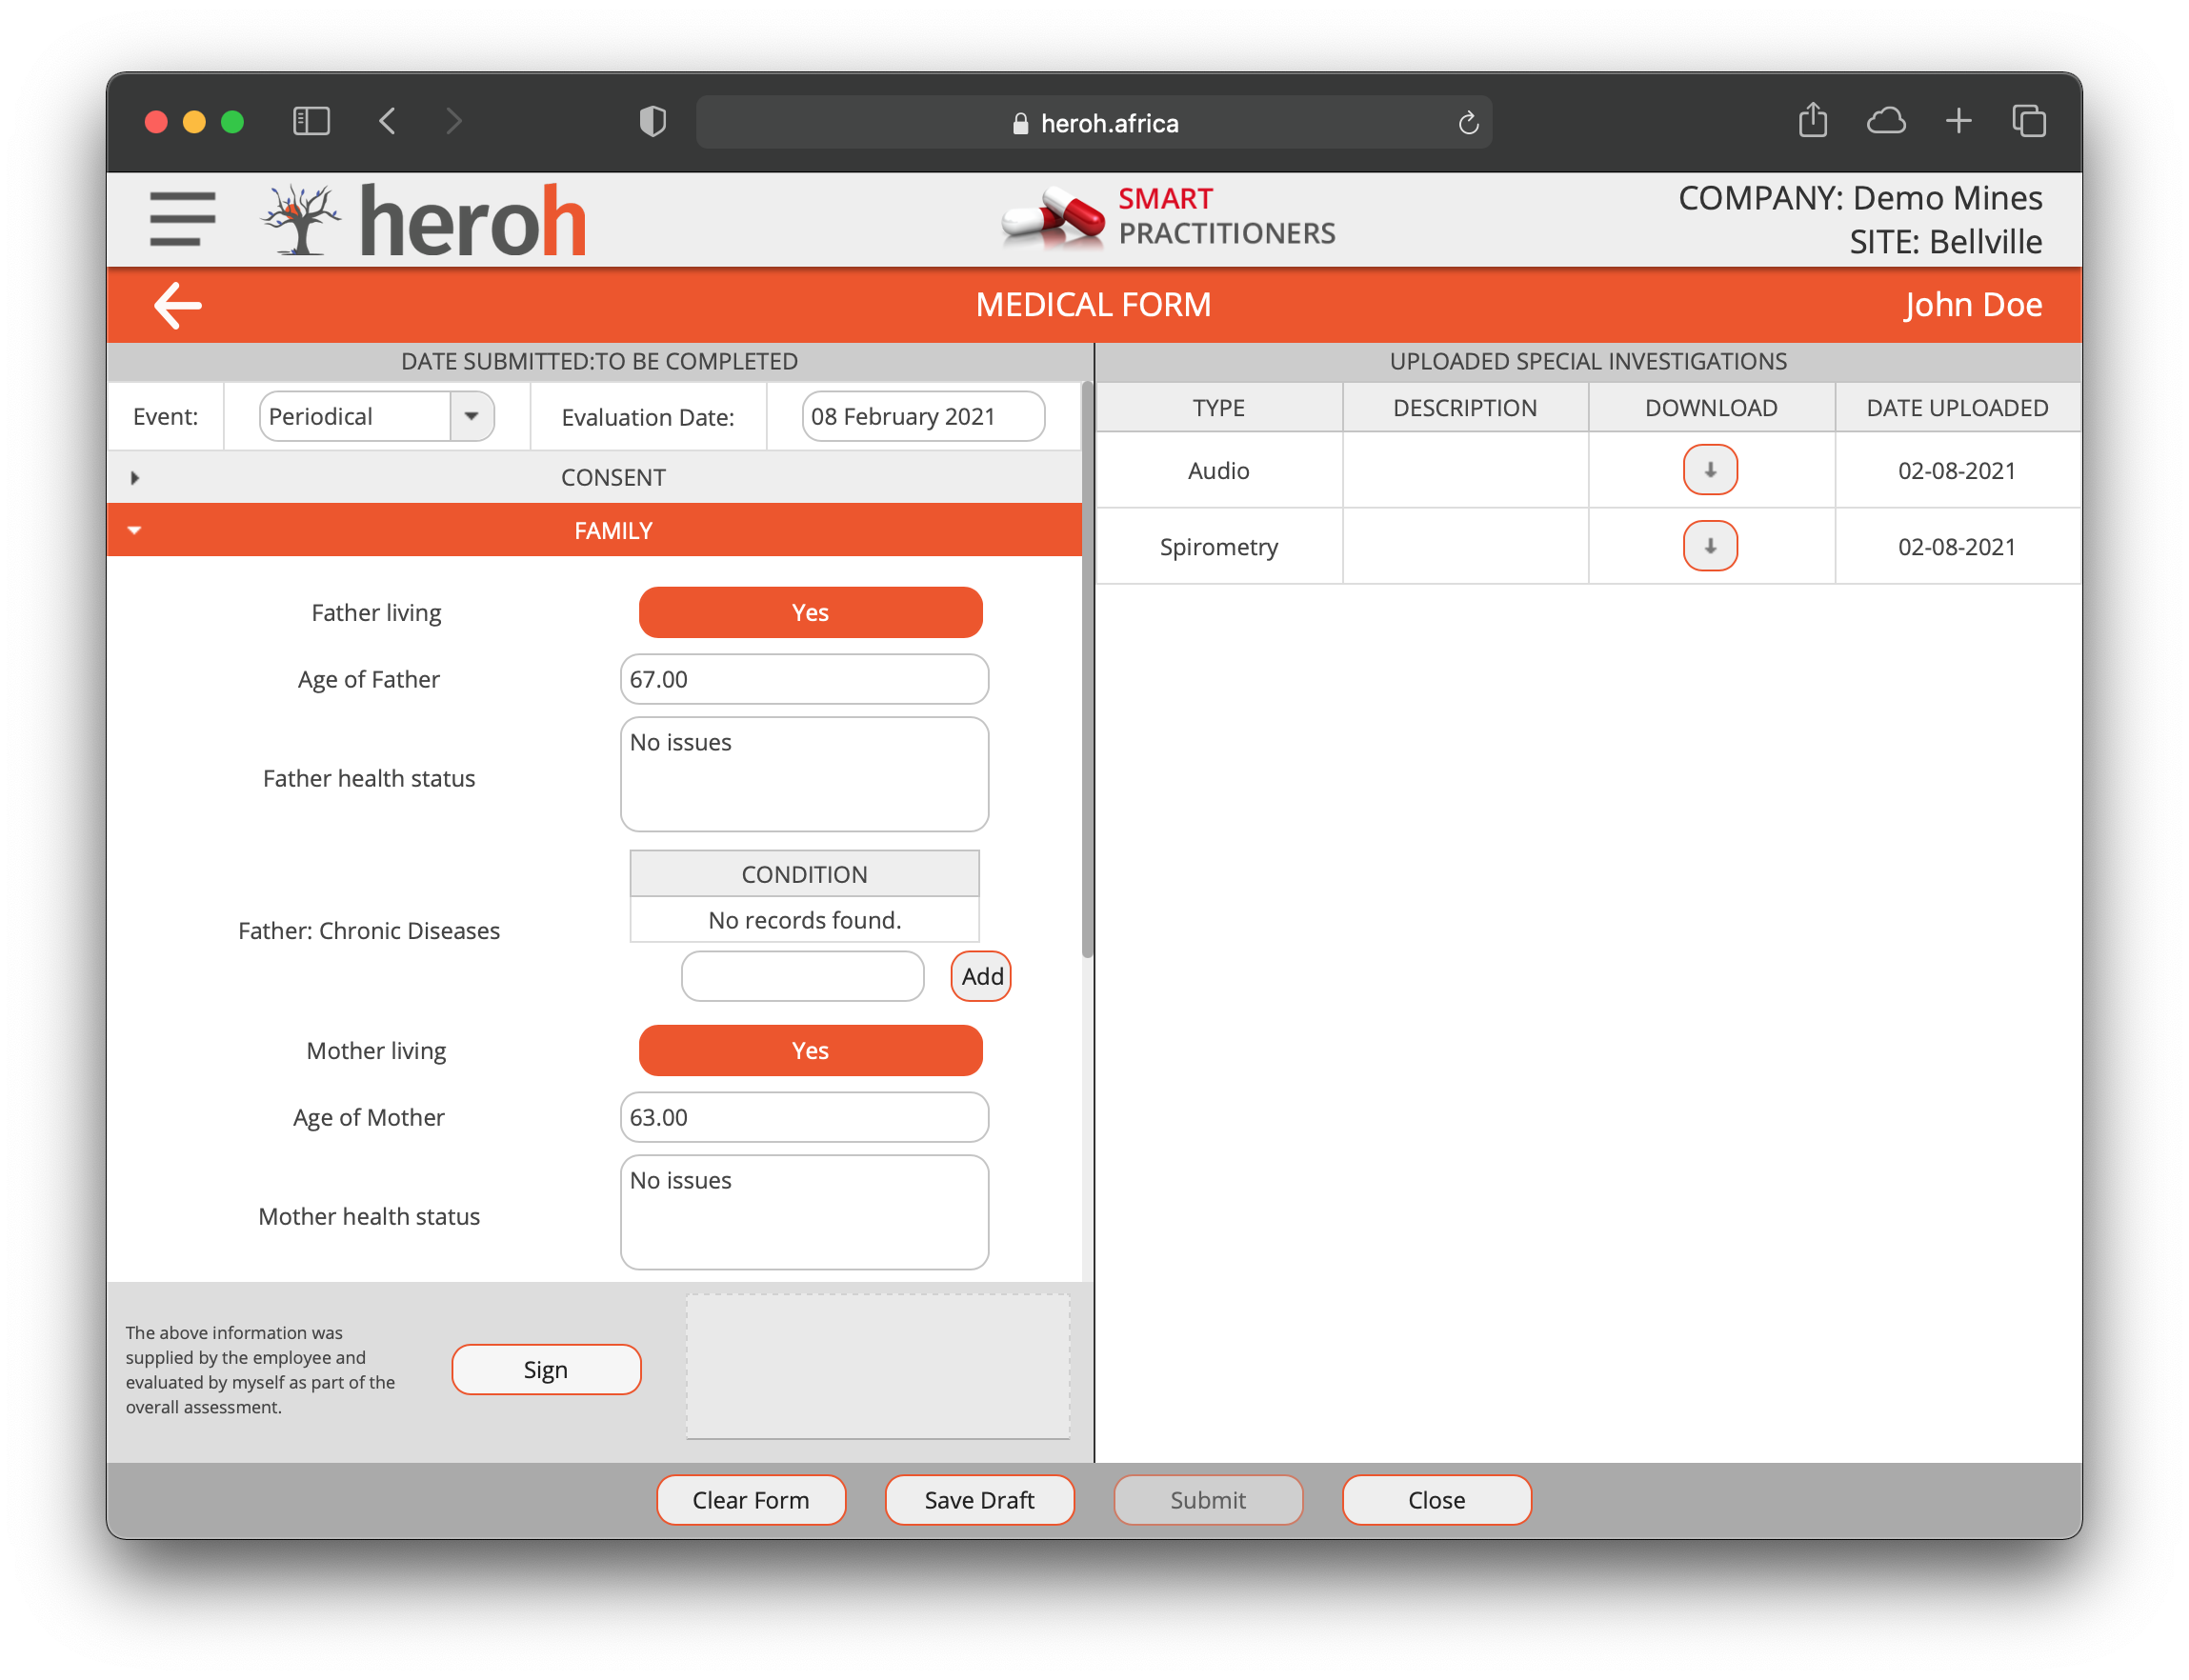 heroh.africa
heroh
SMART
PRACTITIONERS
COMPANY: Demo Mines
SITE: Bellville
MEDICAL FORM
John Doe
DATE SUBMITTED:TO BE COMPLETED
Event:
Periodical
Evaluation Date:
08 February 2021
CONSENT
FAMILY
Father living
Yes
Age of Father
67.00
Father health status
No issues
Father: Chronic Diseases
CONDITION
No records found.
Add
Mother living
Yes
Age of Mother
63.00
Mother health status
No issues
The above information was
supplied by the employee and
evaluated by myself as part of the
overall assessment.
Sign
UPLOADED SPECIAL INVESTIGATIONS
TYPE DESCRIPTION DOWNLOAD DATE UPLOADED
Audio 02-08-2021
Spirometry 02-08-2021
Clear Form
Save Draft
Submit
Close